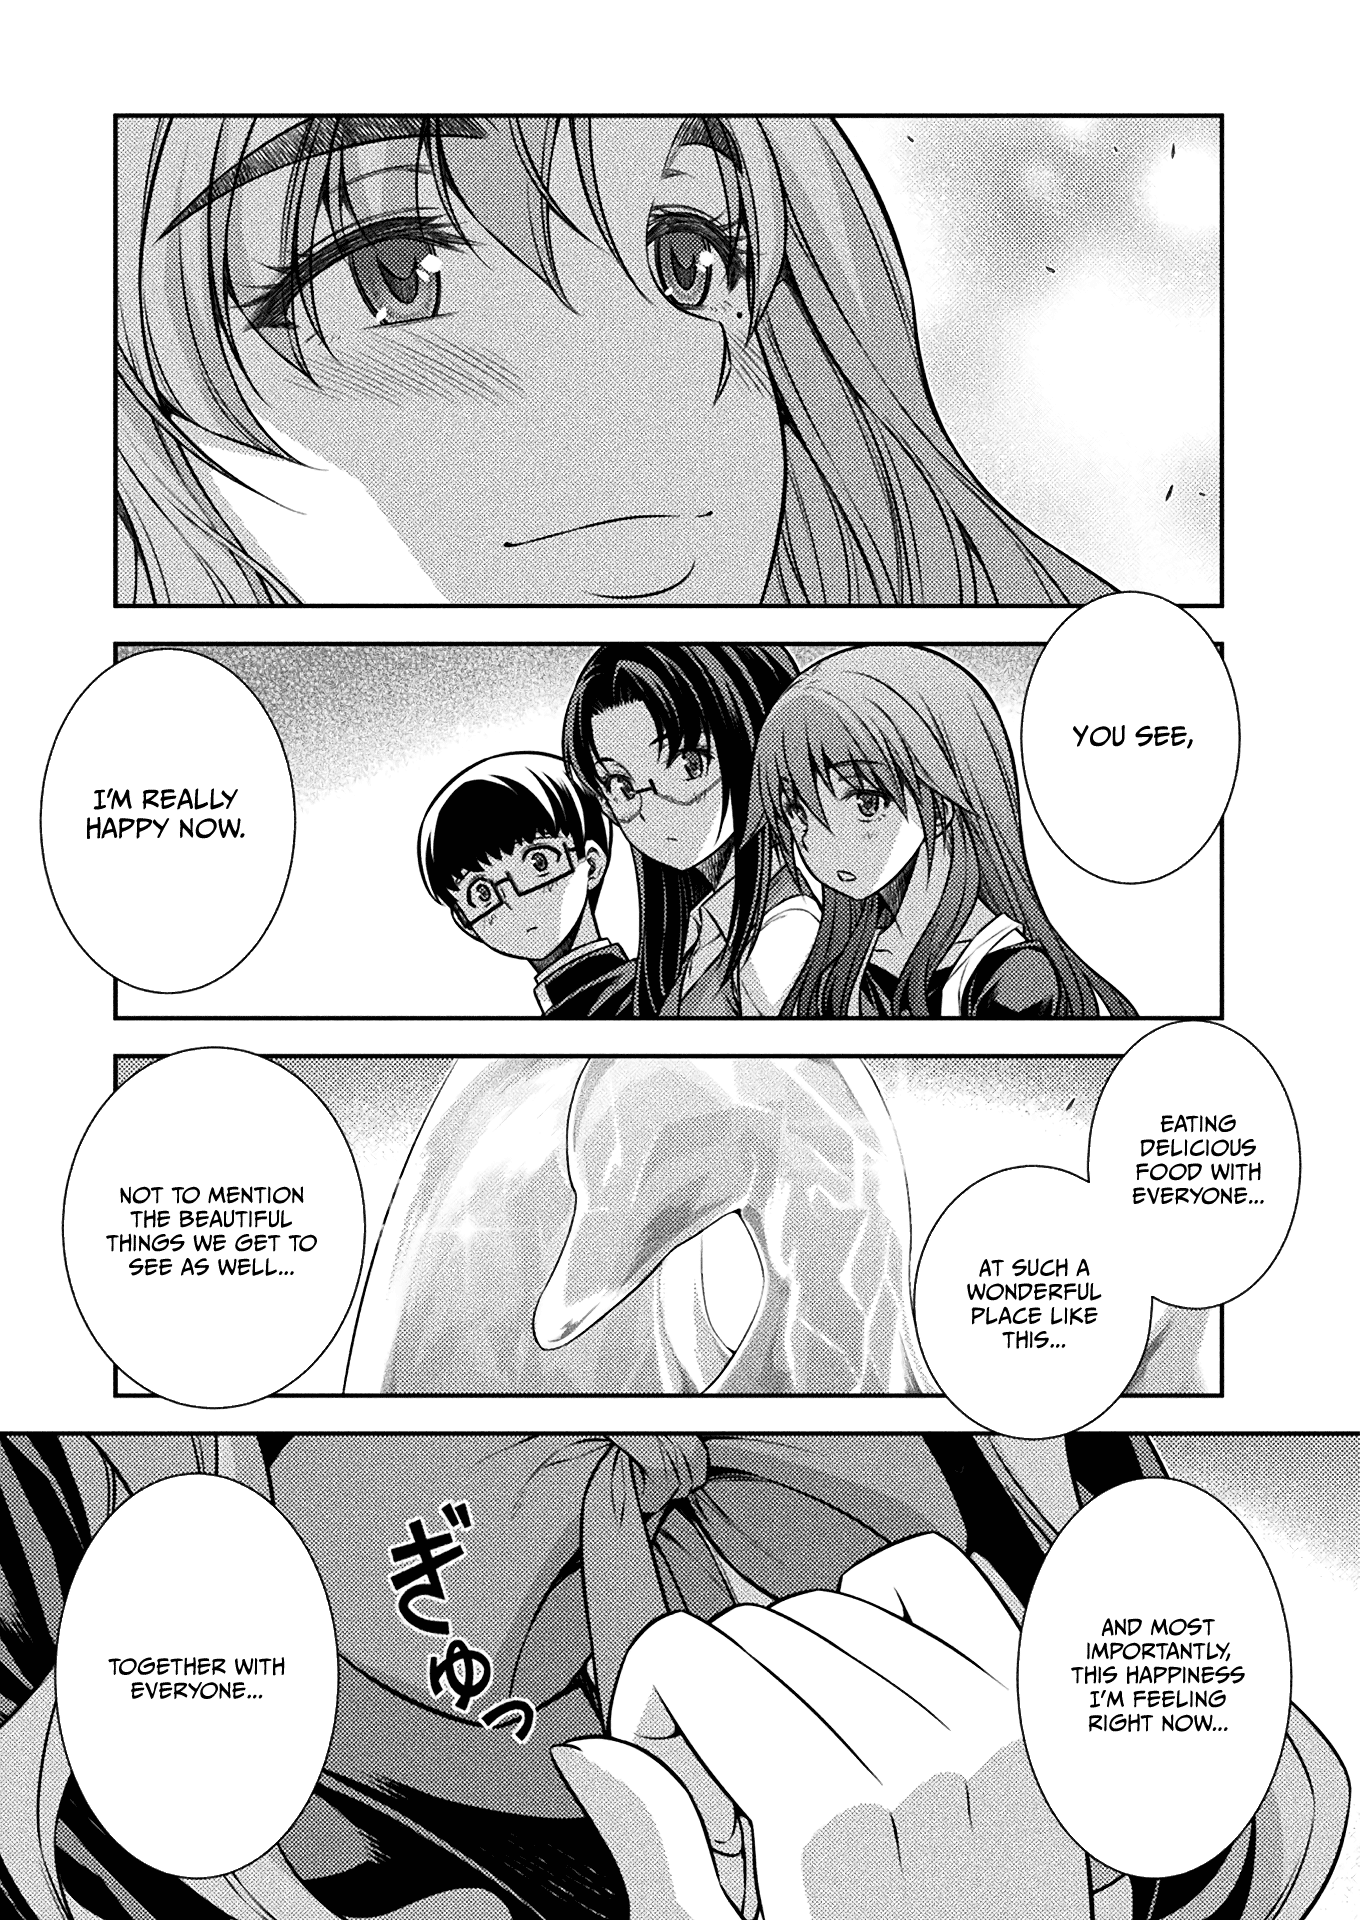 YOU SEE,
I'M REALLY
HAPPY NOW.
EATING
DELICIOUS
FOOD WITH
EVERYONE...
AT SUCH A
WONDERFUL
PLACE LIKE
THIS...
NOT TO MENTION
THE BEAUTIFUL
THINGS WE GET TO
SEE AS WELL...
AND MOST
IMPORTANTLY,
THIS HAPPINESS
I'M FEELING
RIGHT NOW...
ぎゅっ
TOGETHER WITH
EVERYONE...